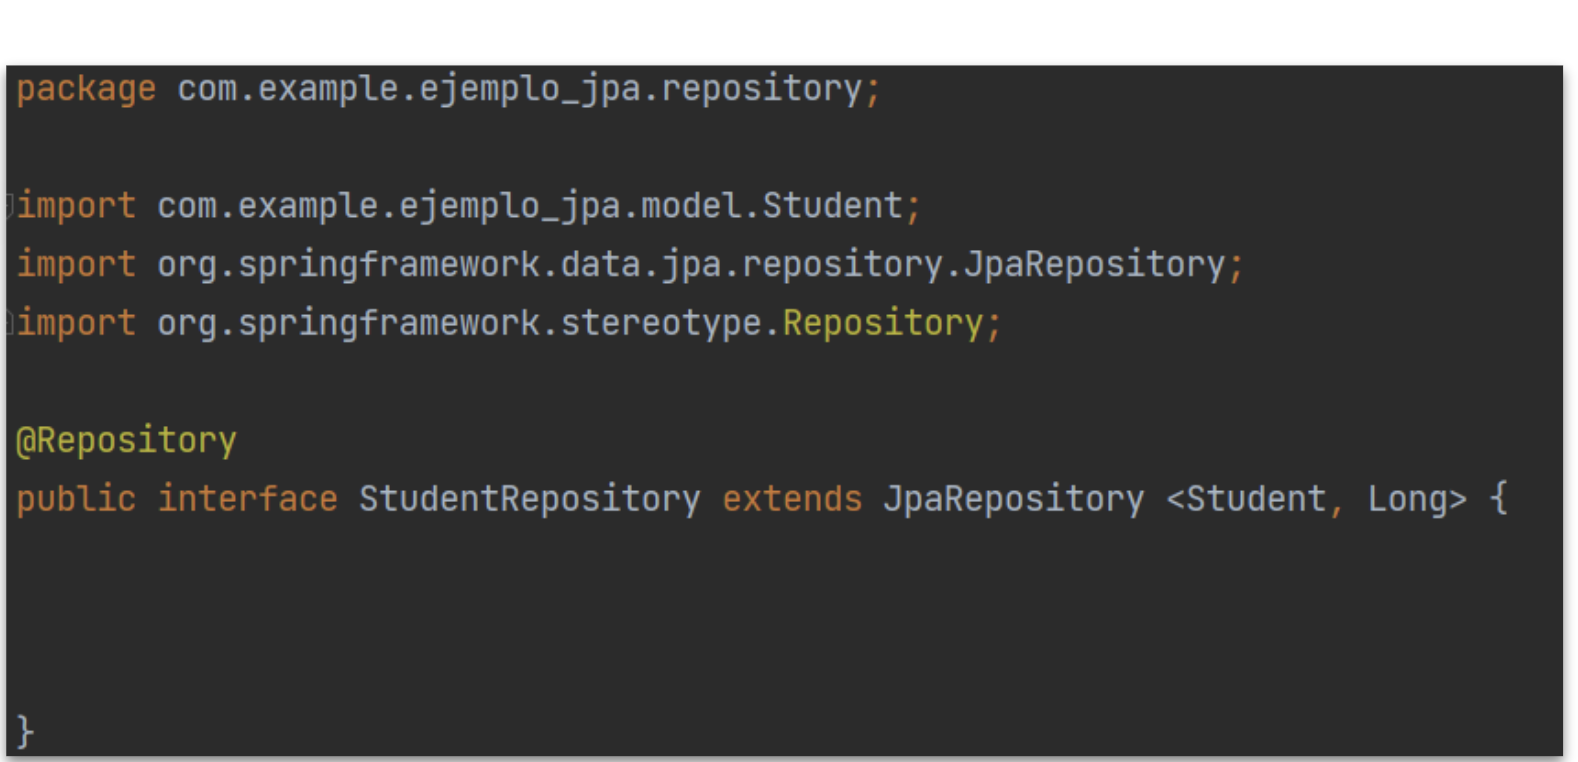 package com.example.ejemplo_jpa.repository;
import com.example.ejemplo_jpa.model.Student;
import org.springframework.data.jpa.repository.JpaRepository;
import org.springframework.stereotype.Repository;
@Repository
public interface StudentRepository extends JpaRepository <Student, Long> {
}